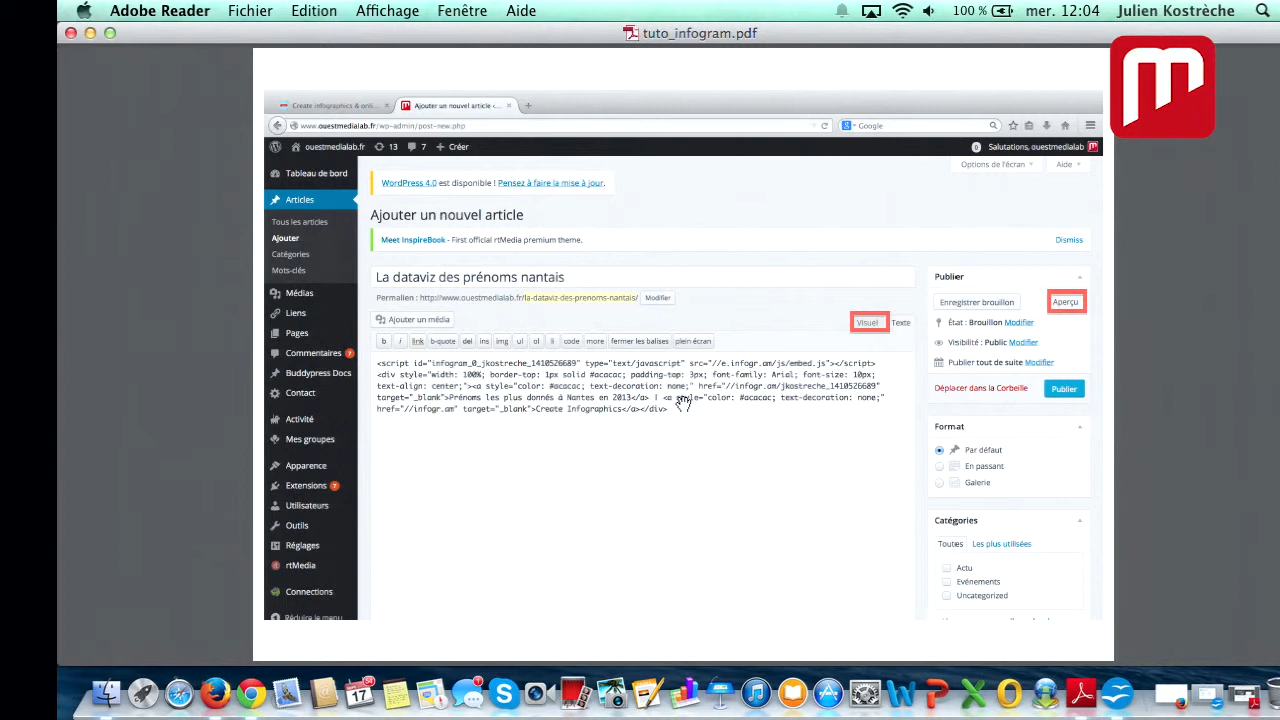 Adobe Reader Fichier Edition Affichage Fenêtre Aide 100 % mer. 12:04 Julien Kostrèche
tuto_infogram.pdf
Create infographics & onli... Ajouter un nouvel article ‹...
www.ouestmedialab.fr/wp-admin/post-new.php Google
ouestmedialab.fr 13 7 Créer 0 Salutations, ouestmedialab
Options de l'écran Aide
Tableau de bord
WordPress 4.0 est disponible ! Pensez à faire la mise à jour.
Articles
Tous les articles
Ajouter
Catégories
Mots-clés
Médias
Liens
Pages
Commentaires 7
Buddypress Docs
Contact
Activité
Mes groupes
Apparence
Extensions 7
Utilisateurs
Outils
Réglages
rtMedia
Connections
Réduire le menu
Ajouter un nouvel article
Meet InspireBook - First official rtMedia premium theme. Dismiss
La dataviz des prénoms nantais
Permalien : http://www.ouestmedialab.fr/la-dataviz-des-prenoms-nantais/ Modifier
Ajouter un média Visuel Texte
b i link b-quote del ins img ul ol li code more fermer les balises plein écran
<script id="infogram_0_jkostreche_1410526689" type="text/javascript" src="//e.infogr.am/js/embed.js"></script>
<div style="width: 100%; border-top: 1px solid #acacac; padding-top: 3px; font-family: Arial; font-size: 10px;
text-align: center;"><a style="color: #acacac; text-decoration: none;" href="//infogr.am/jkostreche_1410526689"
target="_blank">Prénoms les plus donnés à Nantes en 2013</a> | <a style="color: #acacac; text-decoration: none;"
href="//infogr.am" target="_blank">Create Infographics</a></div>
Publier
Enregistrer brouillon Aperçu
État : Brouillon Modifier
Visibilité : Public Modifier
Publier tout de suite Modifier
Déplacer dans la Corbeille Publier
Format
Par défaut
En passant
Galerie
Catégories
Toutes Les plus utilisées
Actu
Evénements
Uncategorized
17
1